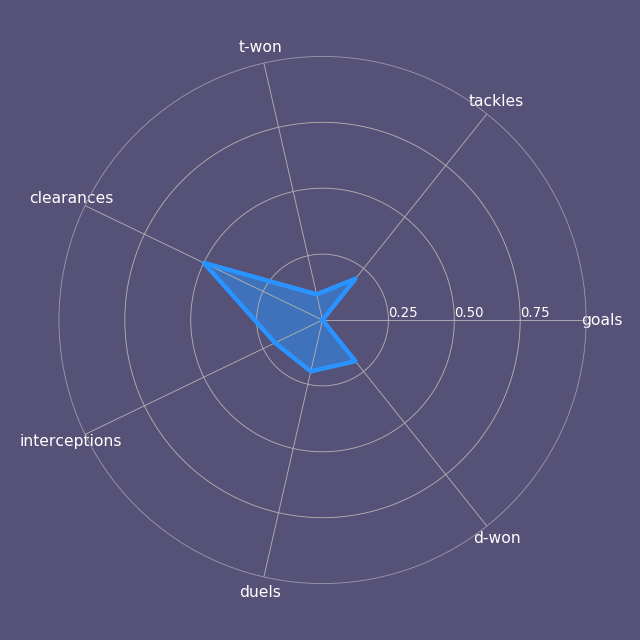 t-won
tackles
clearances
0.25 0.50 0.75
goals
interceptions
d-won
duels